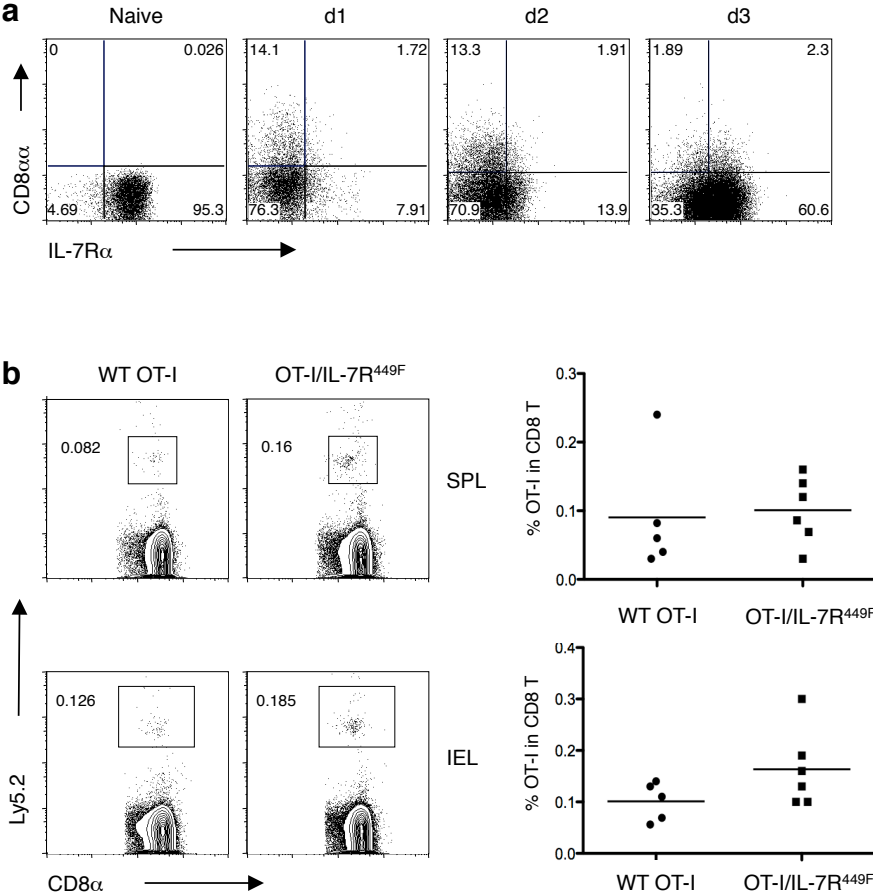 a
Naive d1 d2 d3
0 0.026 14.1 1.72 13.3 1.91 1.89 2.3
CD8αα
4.69 95.3 76.3 7.91 70.9 13.9 35.3 60.6
IL-7Rα
b
WT OT-I OT-I/IL-7R449F
0.082 0.16
SPL
% OT-I in CD8 T
0.3
0.2
0.1
0.0
WT OT-I OT-I/IL-7R449F
0.126 0.185
IEL
% OT-I in CD8 T
0.4
0.3
0.2
0.1
0.0
WT OT-I OT-I/IL-7R449F
Ly5.2
CD8α